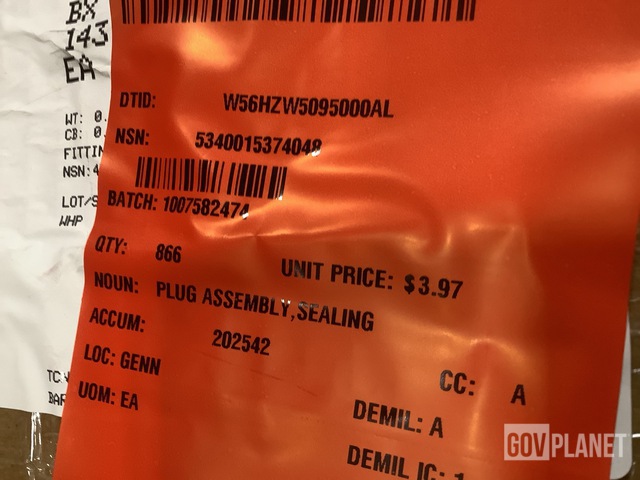 BX
143
EA
WT: 0.
CB: 0.
FITTIN
NSN:4
LOT/S
WHP
TC
BAR
DTID: W56HZW5095000AL
NSN: 5340015374048
BATCH: 1007582474
QTY: 866
UNIT PRICE: $3.97
NOUN: PLUG ASSEMBLY,SEALING
ACCUM: 202542
LOC: GENN
CC: A
UOM: EA
DEMIL: A
DEMIL IC: 1
GOVPLANET